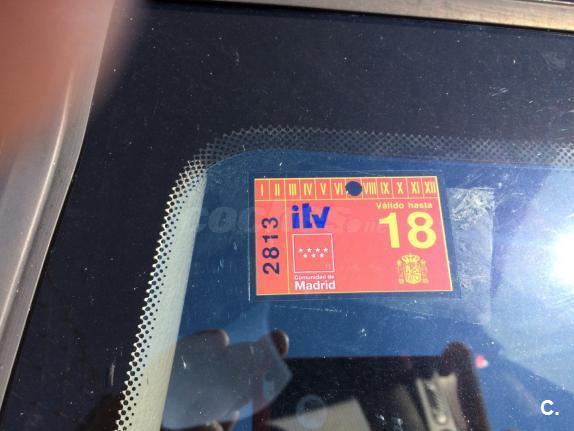 I II III IV V VI VIII IX X XI XII
2813
itv
Válido hasta
18
Comunidad de
Madrid
C.